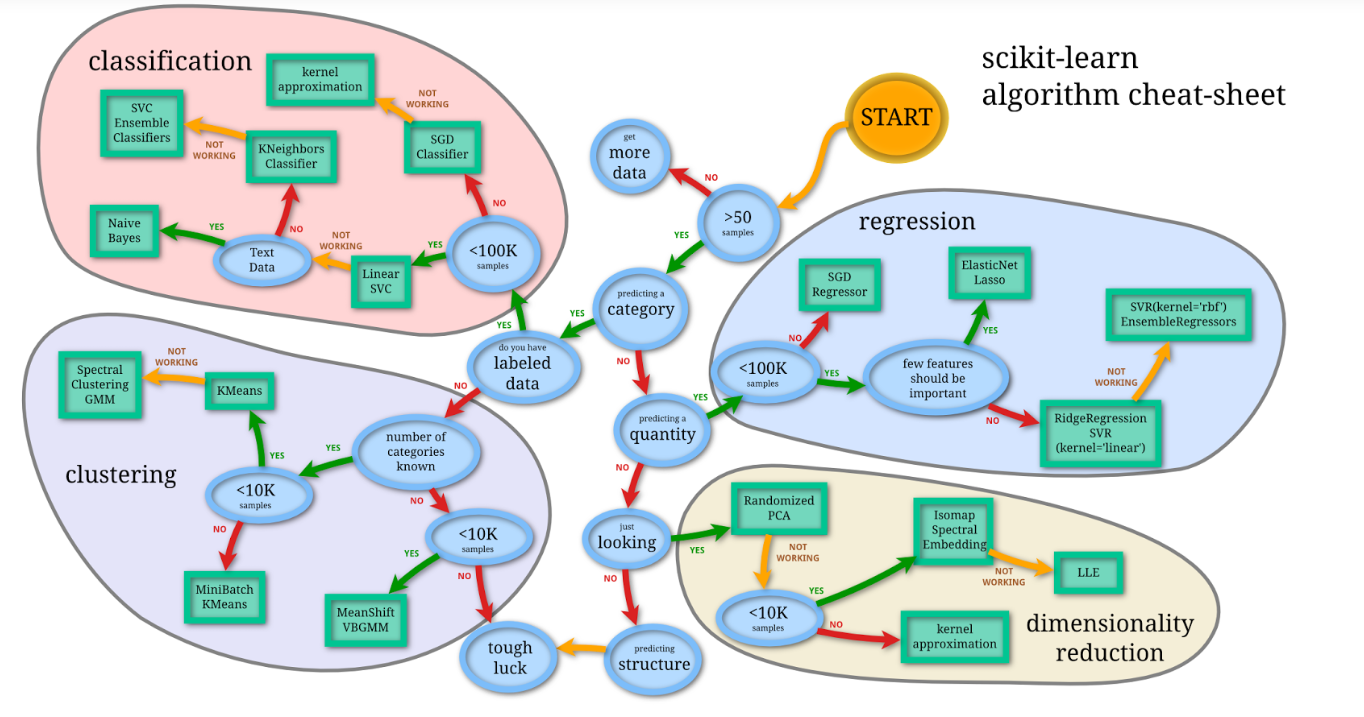 scikit-learn
algorithm cheat-sheet
START
get
more
data
NO
>50
samples
YES
predicting a
category
YES
NO
do you have
labeled
data
YES
NO
predicting a
quantity
YES
NO
just
looking
YES
NO
predicting
structure
tough
luck
classification
kernel
approximation
NOT
WORKING
SVC
Ensemble
Classifiers
NOT
WORKING
KNeighbors
Classifier
SGD
Classifier
NO
Naive
Bayes
YES
NO
Text
Data
NOT
WORKING
Linear
SVC
YES
<100K
samples
regression
SGD
Regressor
NO
<100K
samples
YES
ElasticNet
Lasso
YES
few features
should be
important
NO
SVR(kernel='rbf')
EnsembleRegressors
NOT
WORKING
RidgeRegression
SVR
(kernel='linear')
clustering
Spectral
Clustering
GMM
NOT
WORKING
KMeans
YES
number of
categories
known
YES
NO
<10K
samples
NO
MiniBatch
KMeans
<10K
samples
YES
NO
MeanShift
VBGMM
dimensionality
reduction
Randomized
PCA
NOT
WORKING
<10K
samples
YES
NO
Isomap
Spectral
Embedding
NOT
WORKING
LLE
kernel
approximation